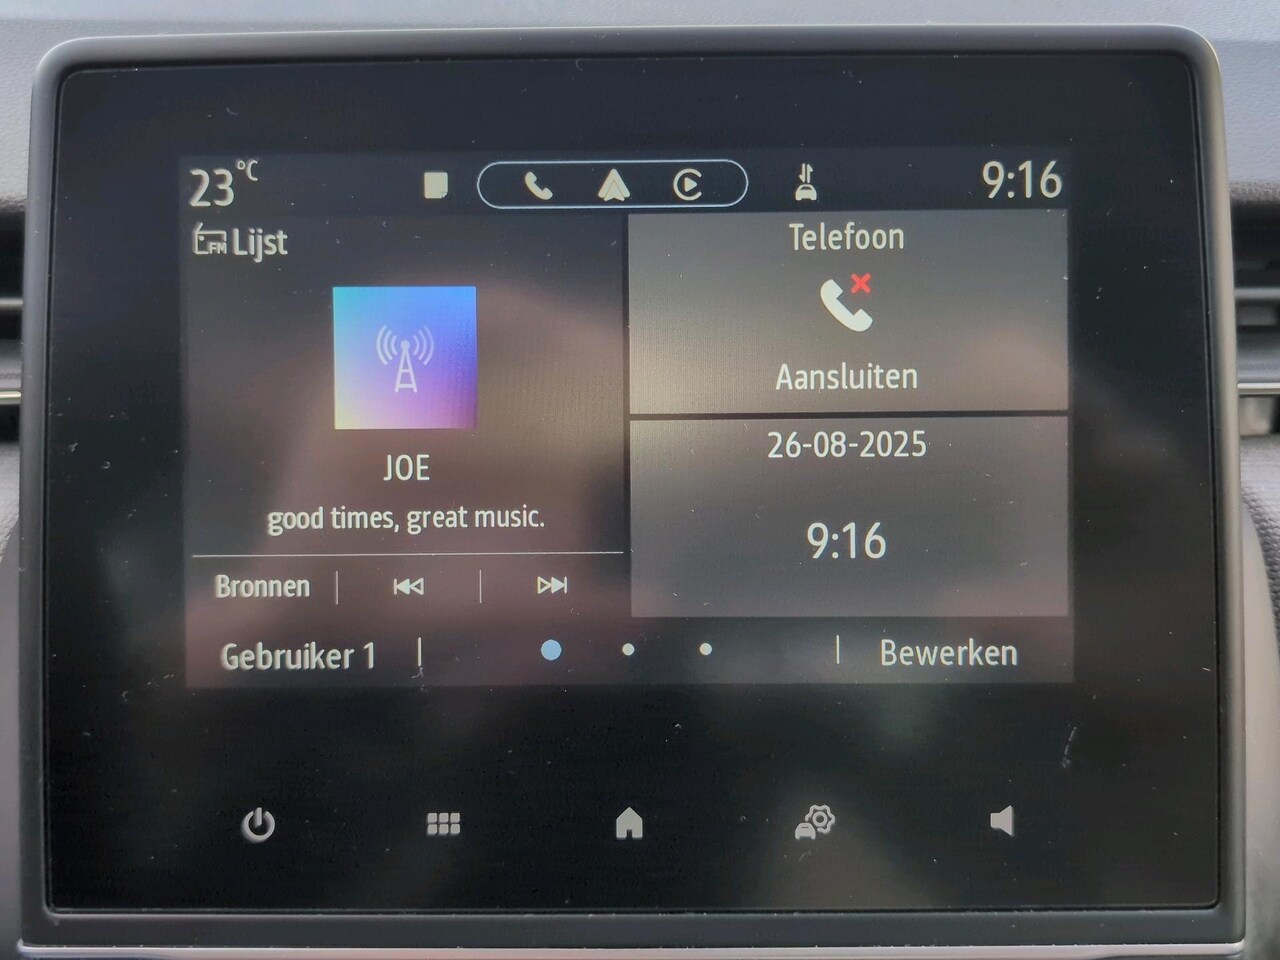 23°C
9:16
FM Lijst
JOE
good times, great music.
Bronnen
Telefoon
Aansluiten
26-08-2025
9:16
Gebruiker 1
Bewerken